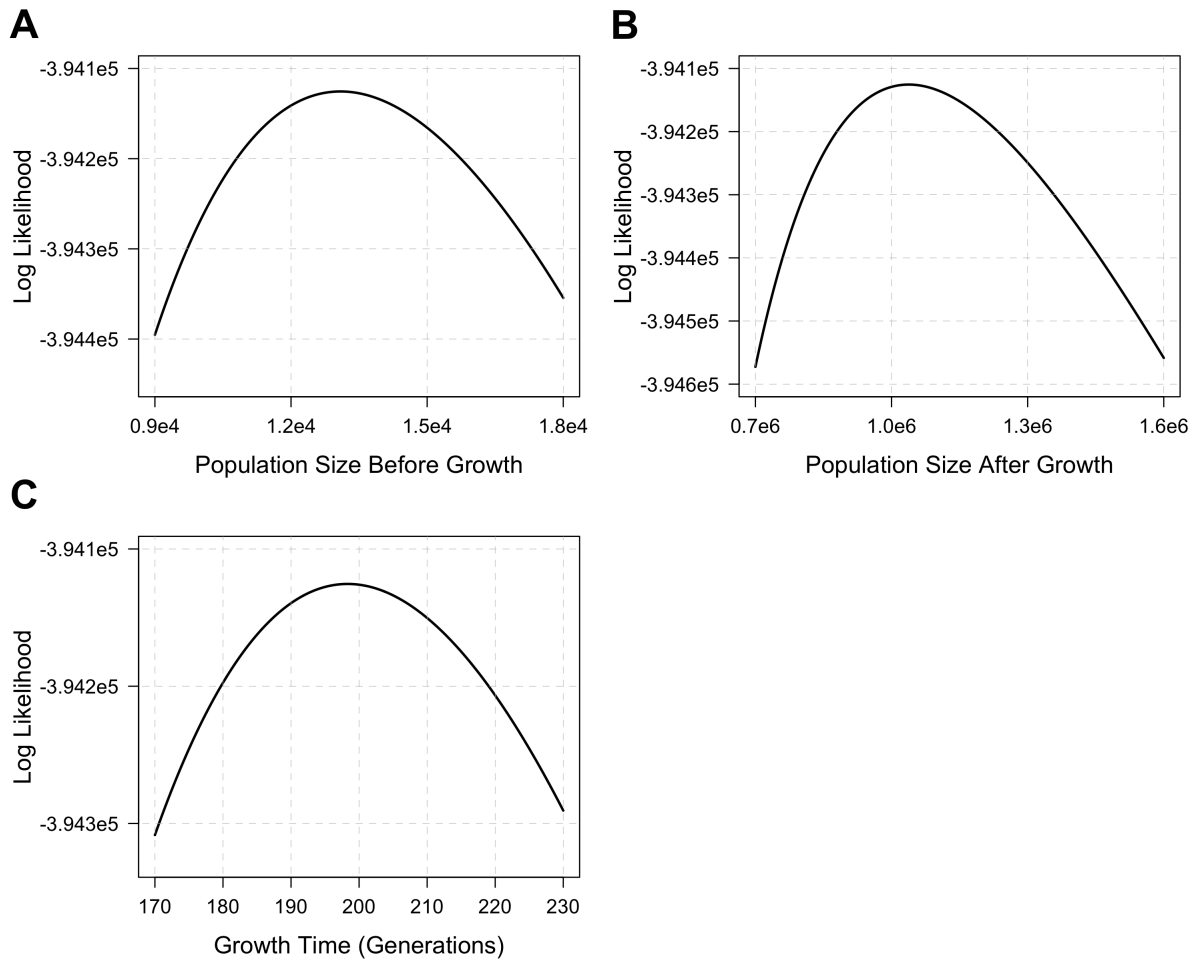 A
Log Likelihood
-3.941e5
-3.942e5
-3.943e5
-3.944e5
0.9e4 1.2e4 1.5e4 1.8e4
Population Size Before Growth
B
Log Likelihood
-3.941e5
-3.942e5
-3.943e5
-3.944e5
-3.945e5
-3.946e5
0.7e6 1.0e6 1.3e6 1.6e6
Population Size After Growth
C
Log Likelihood
-3.941e5
-3.942e5
-3.943e5
170 180 190 200 210 220 230
Growth Time (Generations)